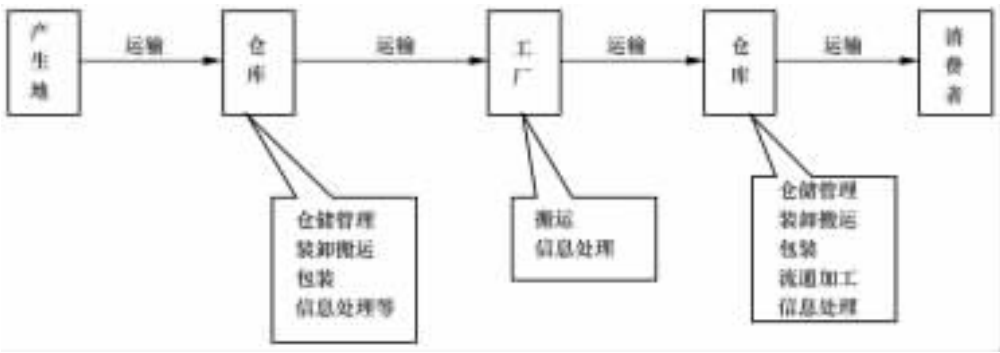 产生地
运输
仓库
运输
工厂
运输
仓库
运输
消费者
仓储管理
装卸搬运
包装
信息处理等
搬运
信息处理
仓储管理
装卸搬运
包装
流通加工
信息处理